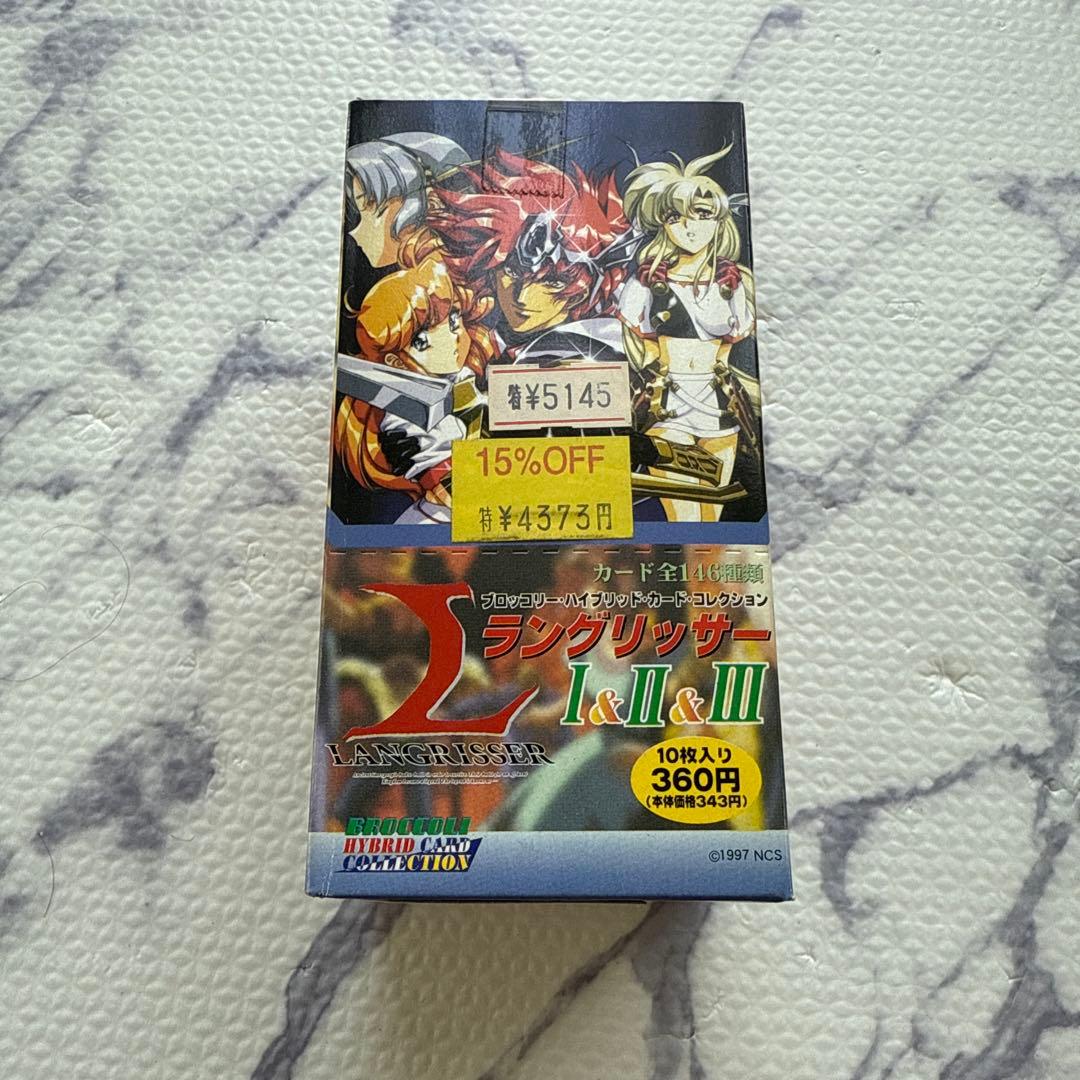 特¥5145
15%OFF
特¥4373円
カード全146種類
ブロッコリー・ハイブリッド・カード・コレクション
ラングリッサー
I&II&III
LANGRISSER
10枚入り
360円
(本体価格343円)
BROCCOLI
HYBRID CARD
COLLECTION
©1997 NCS